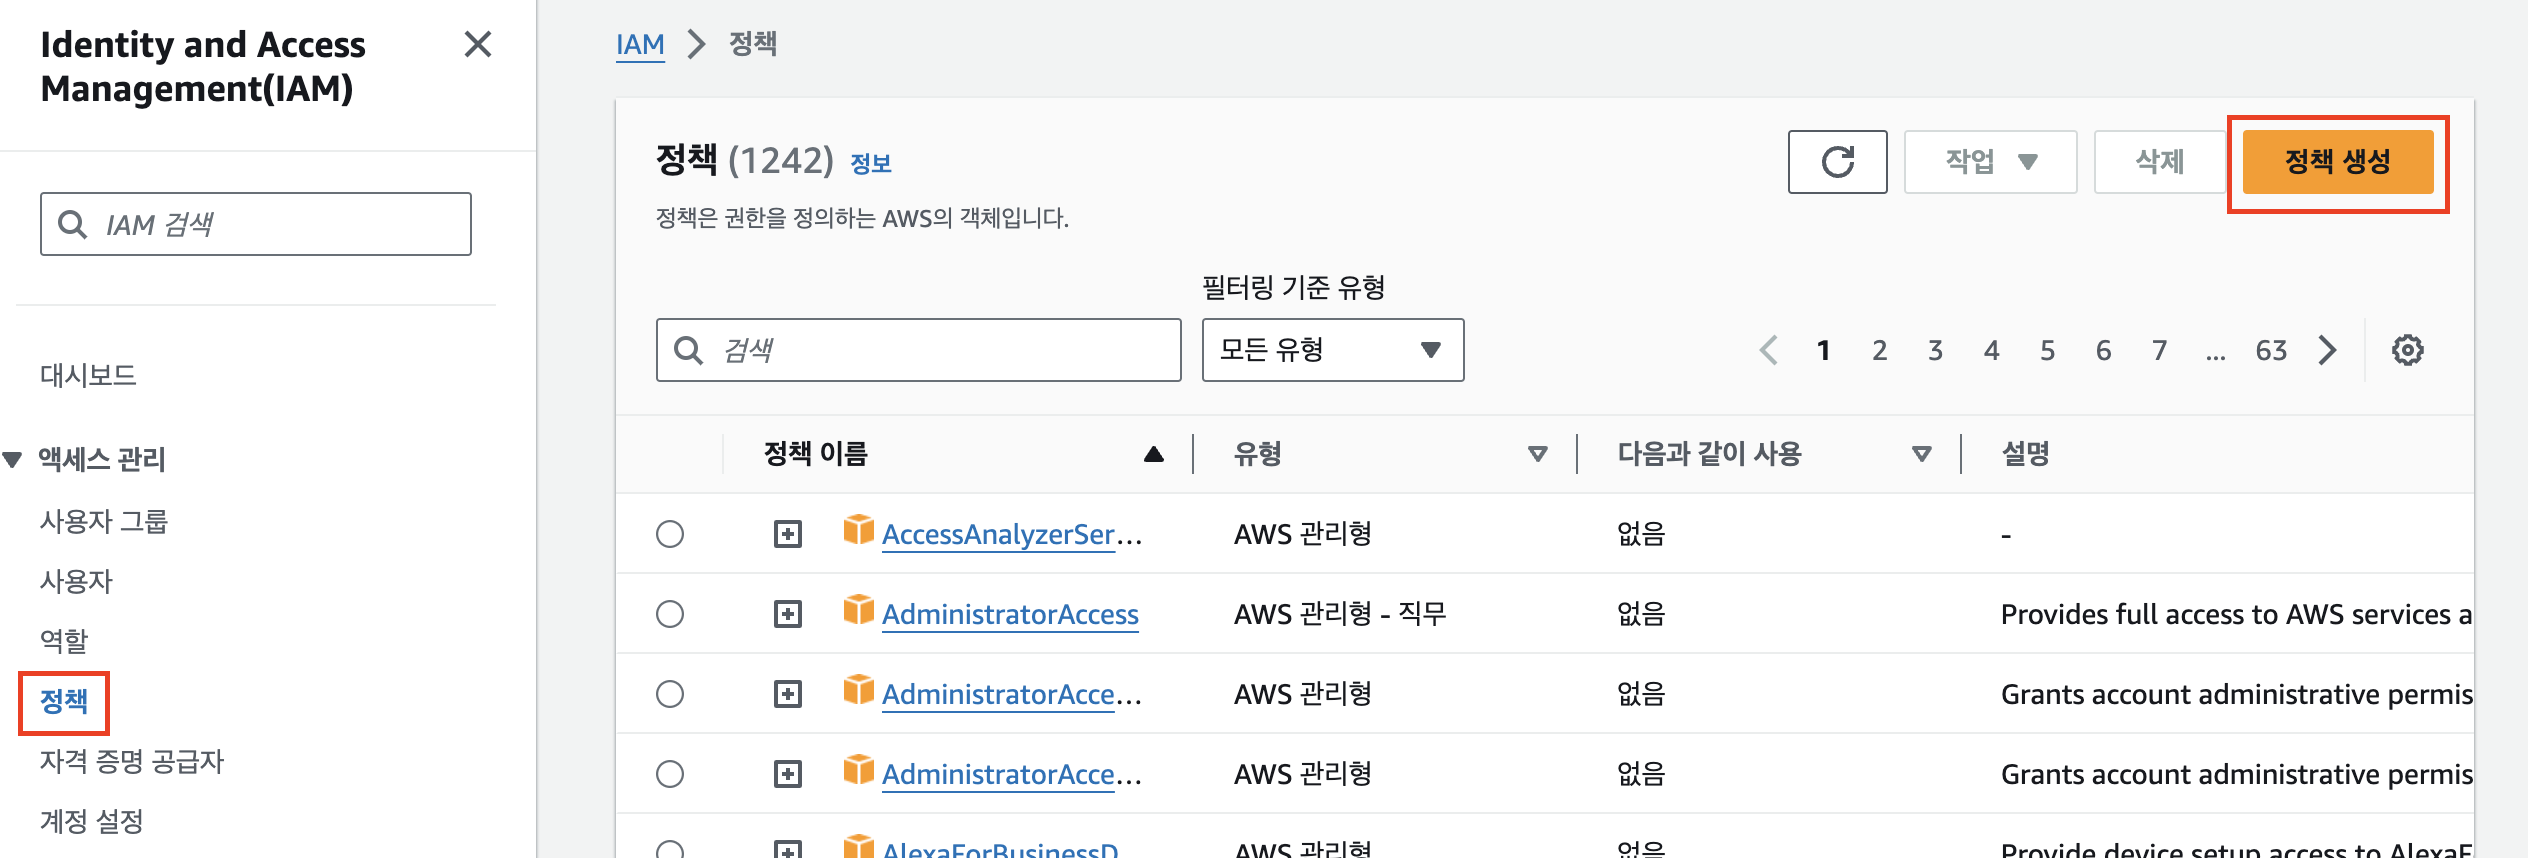 Identity and Access
Management(IAM)
IAM 검색
대시보드
액세스 관리
사용자 그룹
사용자
역할
정책
자격 증명 공급자
계정 설정
IAM > 정책
정책 (1242) 정보
작업
삭제
정책 생성
정책은 권한을 정의하는 AWS의 객체입니다.
필터링 기준 유형
검색
모든 유형
1 2 3 4 5 6 7 ... 63
정책 이름 유형 다음과 같이 사용 설명
AccessAnalyzerSer... AWS 관리형 없음 -
AdministratorAccess AWS 관리형 - 직무 없음 Provides full access to AWS services a
AdministratorAcce... AWS 관리형 없음 Grants account administrative permis
AdministratorAcce... AWS 관리형 없음 Grants account administrative permis
AlexaForBusinessD AWS 관리형 없음 Provide device setup access to AlexaF